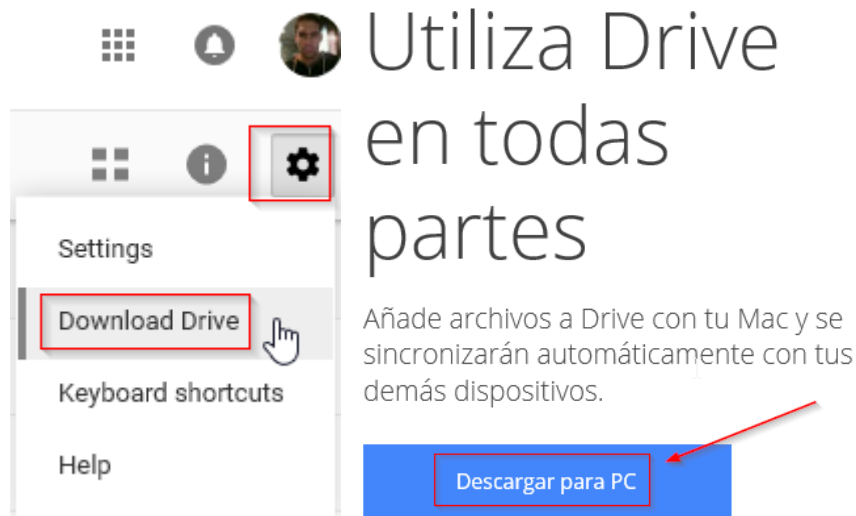 Settings
Download Drive
Keyboard shortcuts
Help
Utiliza Drive
en todas
partes
Añade archivos a Drive con tu Mac y se
sincronizarán automáticamente con tus
demás dispositivos.
Descargar para PC